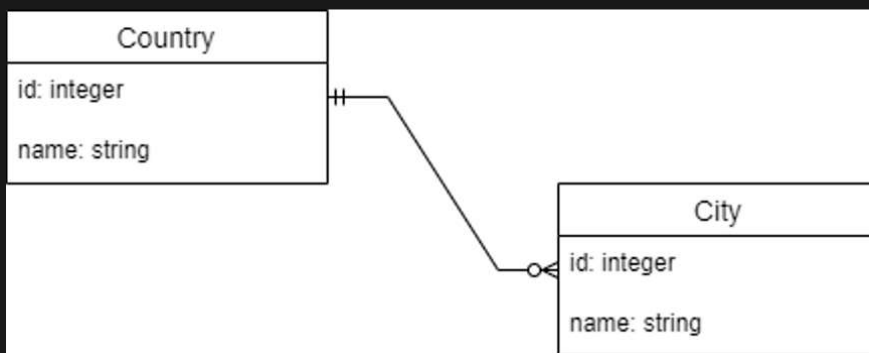 Country
id: integer
name: string
City
id: integer
name: string